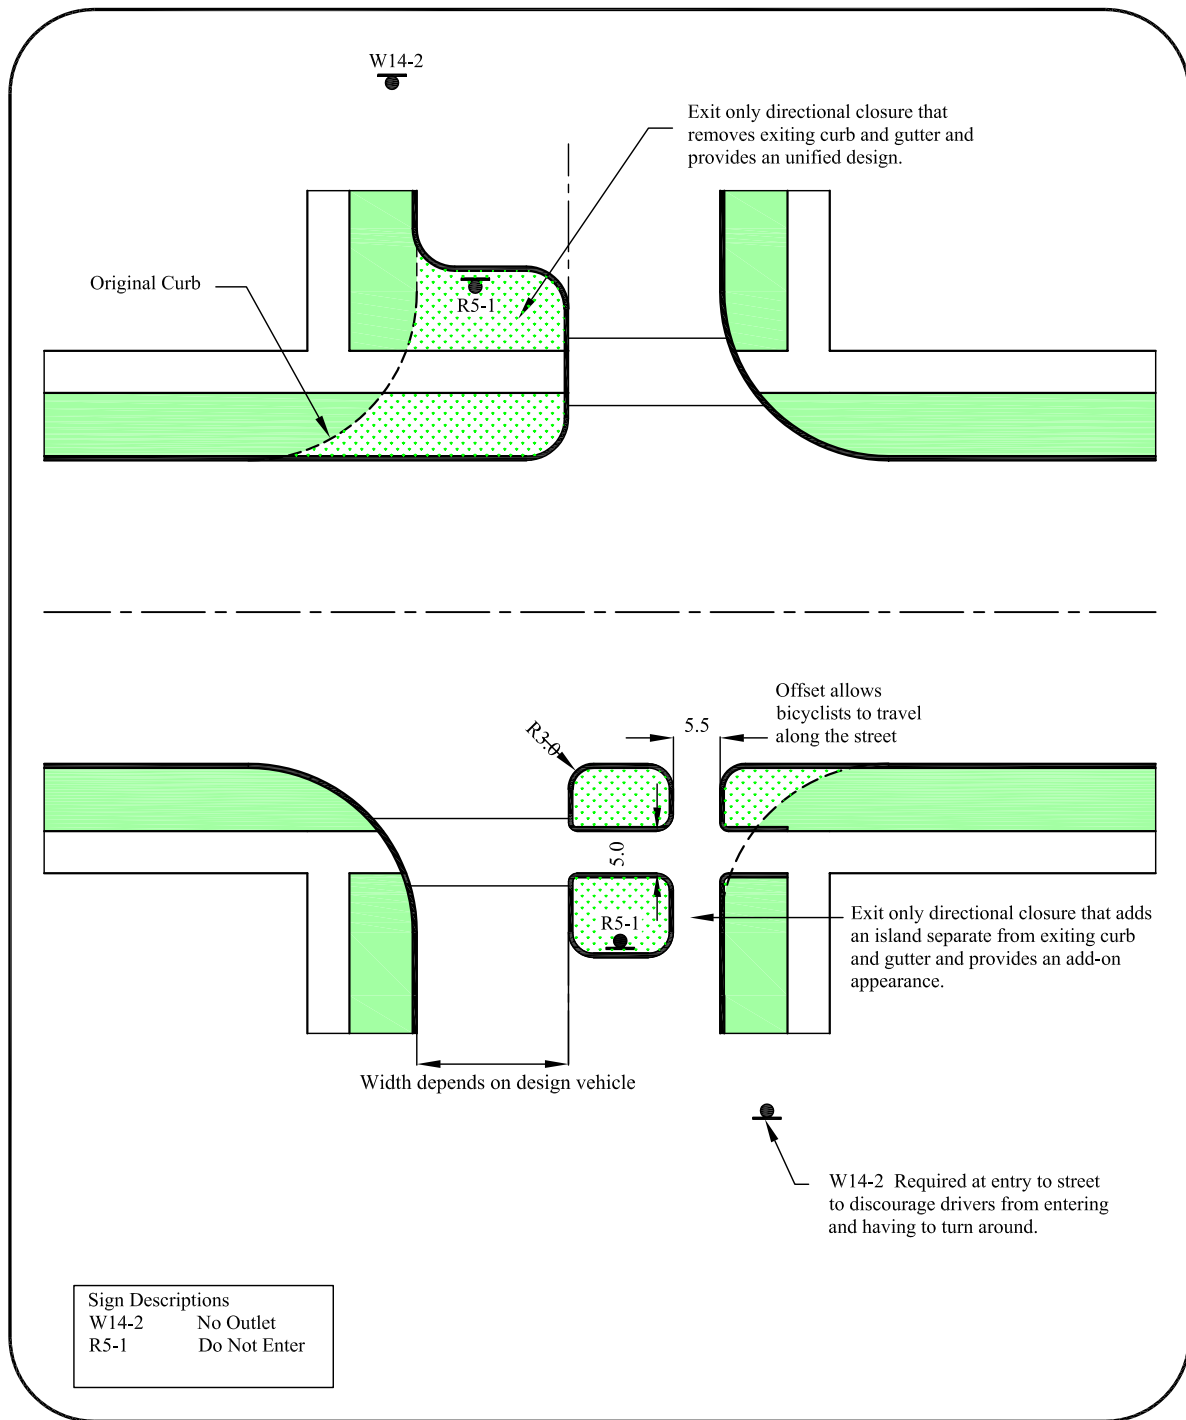 W14-2
Exit only directional closure that
removes exiting curb and gutter and
provides an unified design.
Original Curb
R5-1
Offset allows
bicyclists to travel
along the street
5.5
R3.0
5.0
R5-1
Exit only directional closure that adds
an island separate from exiting curb
and gutter and provides an add-on
appearance.
Width depends on design vehicle
W14-2 Required at entry to street
to discourage drivers from entering
and having to turn around.
Sign Descriptions
W14-2 No Outlet
R5-1 Do Not Enter